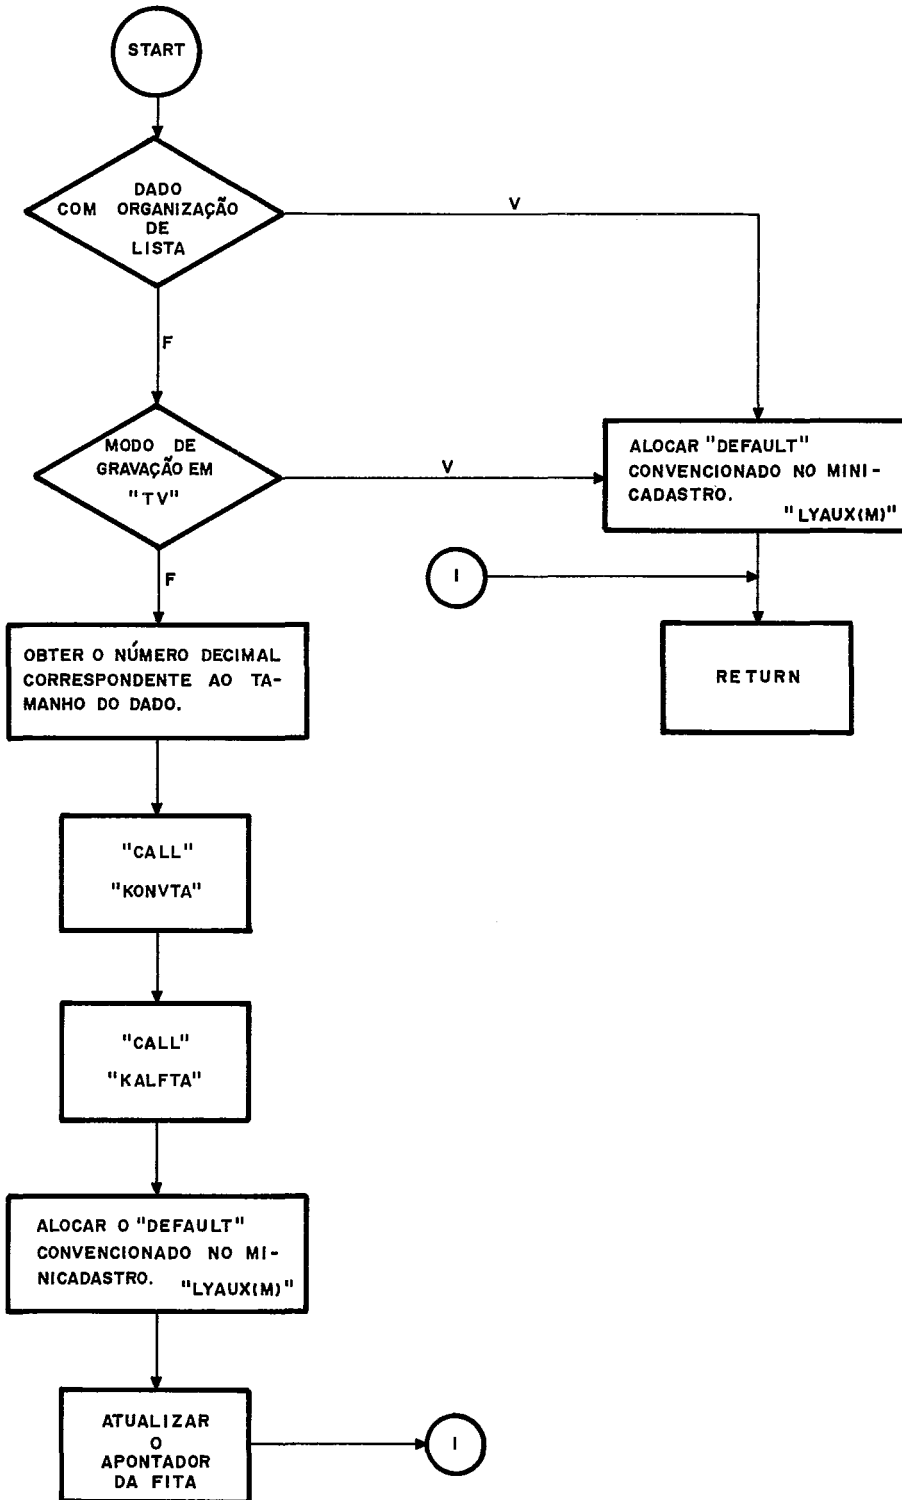 START
DADO
COM ORGANIZAÇÃO
DE
LISTA
V
F
MODO DE
GRAVAÇÃO EM
"TV"
V
F
ALOCAR "DEFAULT"
CONVENCIONADO NO MINI-
CADASTRO.
"LYAUX(M)"
I
RETURN
OBTER O NÚMERO DECIMAL
CORRESPONDENTE AO TA-
MANHO DO DADO.
"CALL"
"KONVTA"
"CALL"
"KALFTA"
ALOCAR O "DEFAULT"
CONVENCIONADO NO MI-
NICADASTRO. "LYAUX(M)"
ATUALIZAR
O
APONTADOR
DA FITA
I